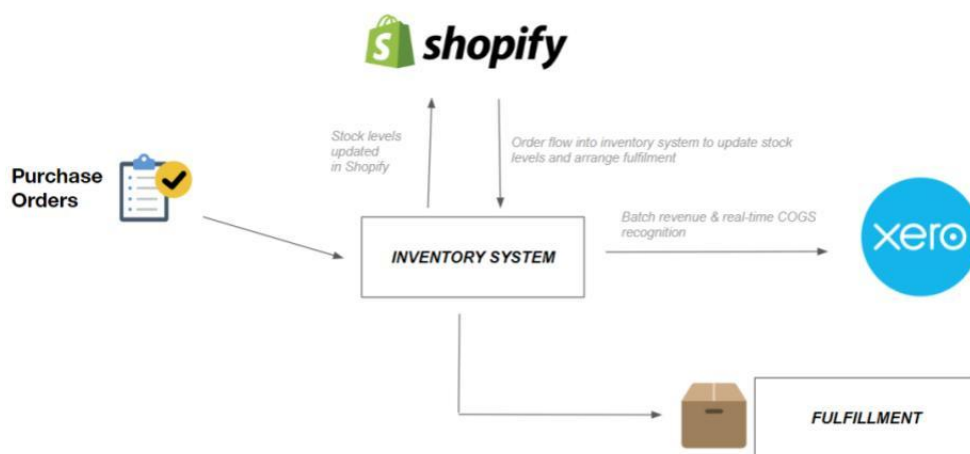 shopify
Stock levels
updated
in Shopify
Order flow into inventory system to update stock
levels and arrange fulfilment
Purchase
Orders
Batch revenue & real-time COGS
recognition
INVENTORY SYSTEM
xero
FULFILLMENT